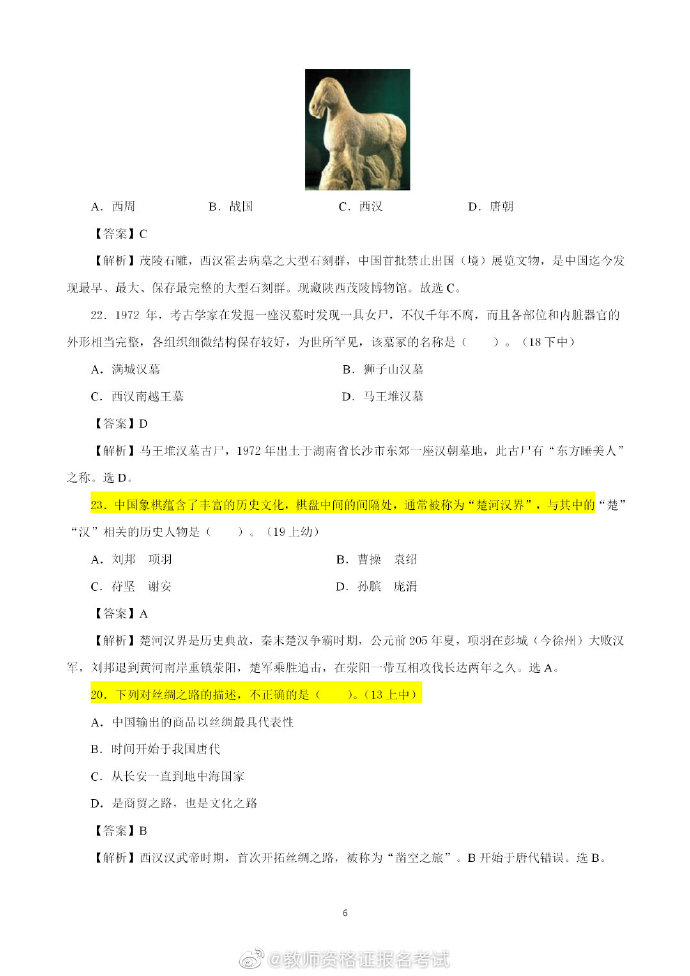 A. 西周 B. 战国 C. 西汉 D. 唐朝
【答案】C
【解析】茂陵石雕，西汉霍去病墓之大型石刻群，中国首批禁止出国（境）展览文物，是中国迄今发
现最早、最大、保存最完整的大型石刻群。现藏陕西茂陵博物馆。故选 C。
22. 1972 年，考古学家在发掘一座汉墓时发现一具女尸，不仅千年不腐，而且各部位和内脏器官的
外形相当完整，各组织细微结构保存较好，为世所罕见，该墓冢的名称是（ ）。（18 下中）
A. 满城汉墓 B. 狮子山汉墓
C. 西汉南越王墓 D. 马王堆汉墓
【答案】D
【解析】马王堆汉墓古尸，1972 年出土于湖南省长沙市东郊一座汉朝墓地，此古尸有“东方睡美人”
之称。选 D。
23. 中国象棋蕴含了丰富的历史文化，棋盘中间的间隔处，通常被称为“楚河汉界”，与其中的“楚”
“汉”相关的历史人物是（ ）。（19 上幼）
A. 刘邦 项羽 B. 曹操 袁绍
C. 苻坚 谢安 D. 孙膑 庞涓
【答案】A
【解析】楚河汉界是历史典故，秦末楚汉争霸时期，公元前 205 年夏，项羽在彭城（今徐州）大败汉
军，刘邦退到黄河南岸重镇荥阳，楚军乘胜追击，在荥阳一带互相攻伐长达两年之久。选 A。
20. 下列对丝绸之路的描述，不正确的是（ ）。（13 上中）
A. 中国输出的商品以丝绸最具代表性
B. 时间开始于我国唐代
C. 从长安一直到地中海国家
D. 是商贸之路，也是文化之路
【答案】B
【解析】西汉汉武帝时期，首次开拓丝绸之路，被称为“凿空之旅”。B 开始于唐代错误。选 B。
6
@教师资格证报名考试